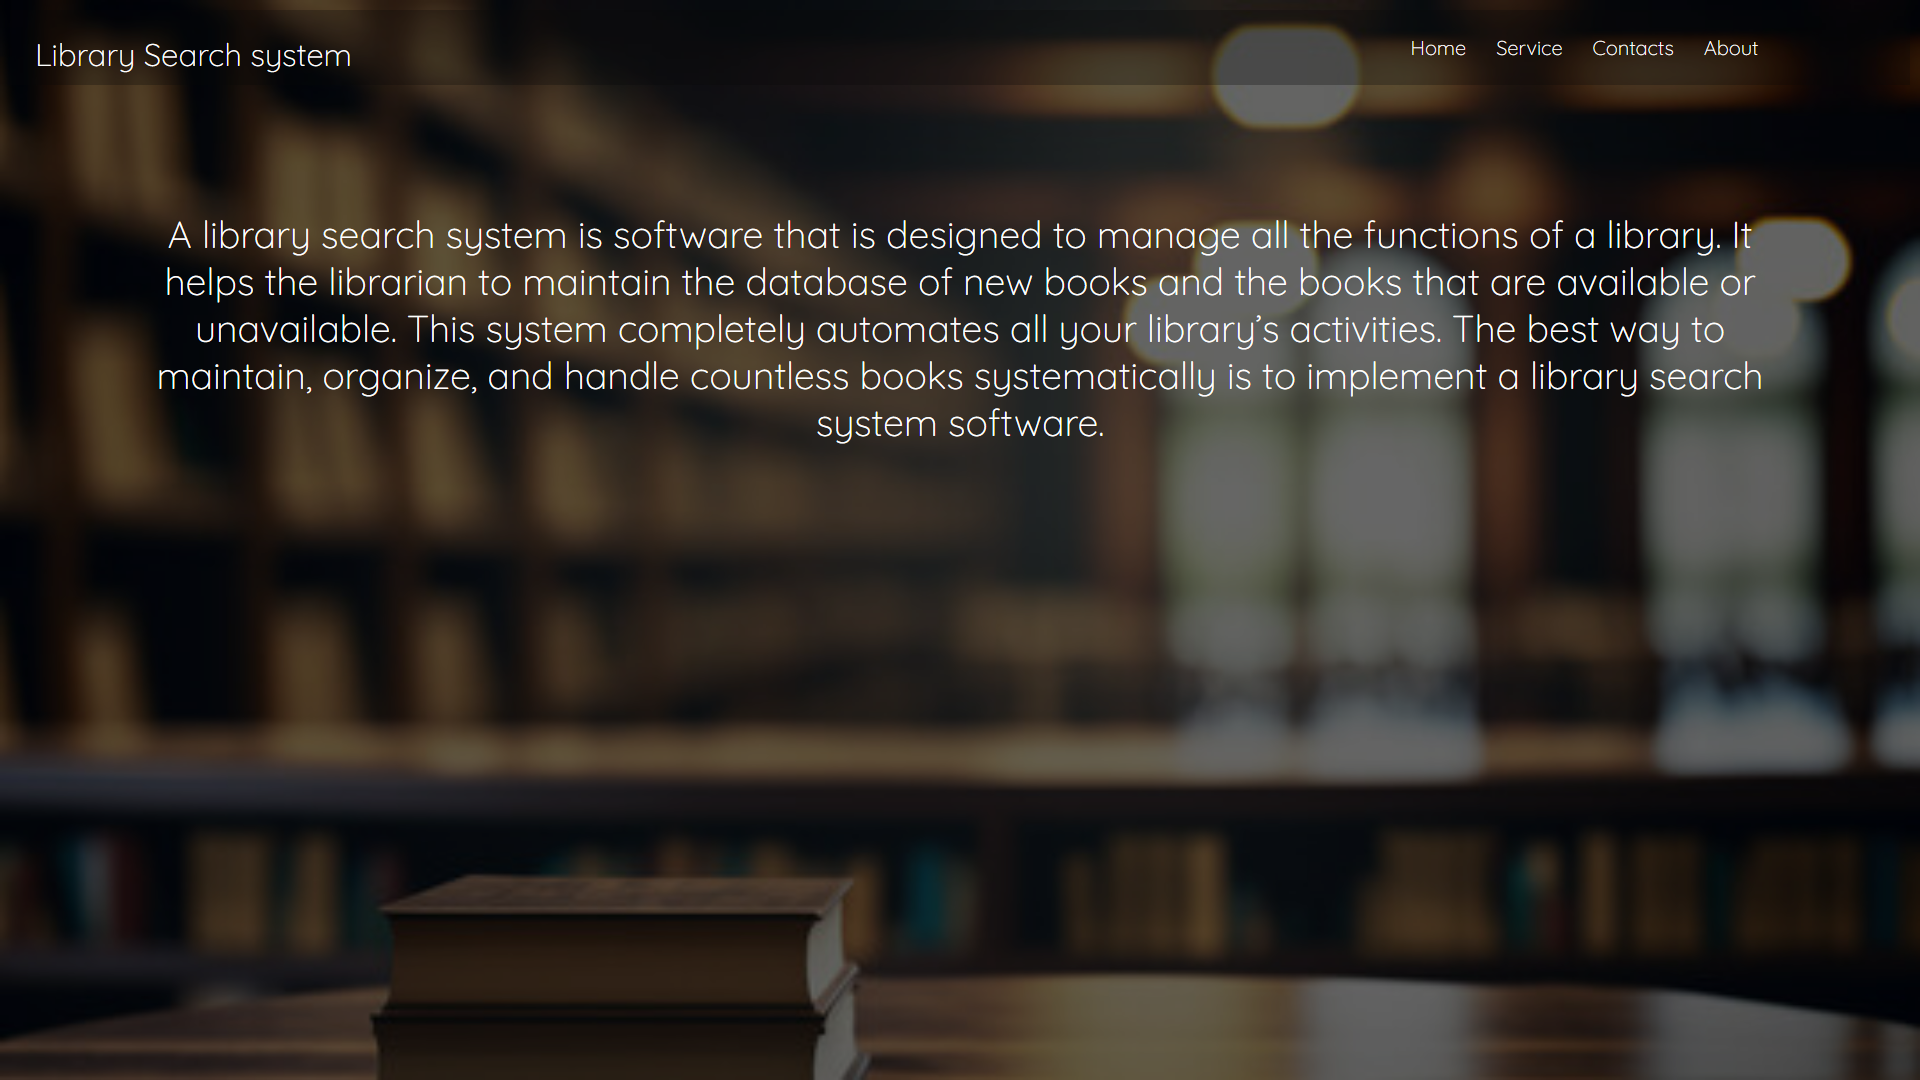 Library Search system
Home Service Contacts About
A library search system is software that is designed to manage all the functions of a library. It
helps the librarian to maintain the database of new books and the books that are available or
unavailable. This system completely automates all your library’s activities. The best way to
maintain, organize, and handle countless books systematically is to implement a library search
system software.